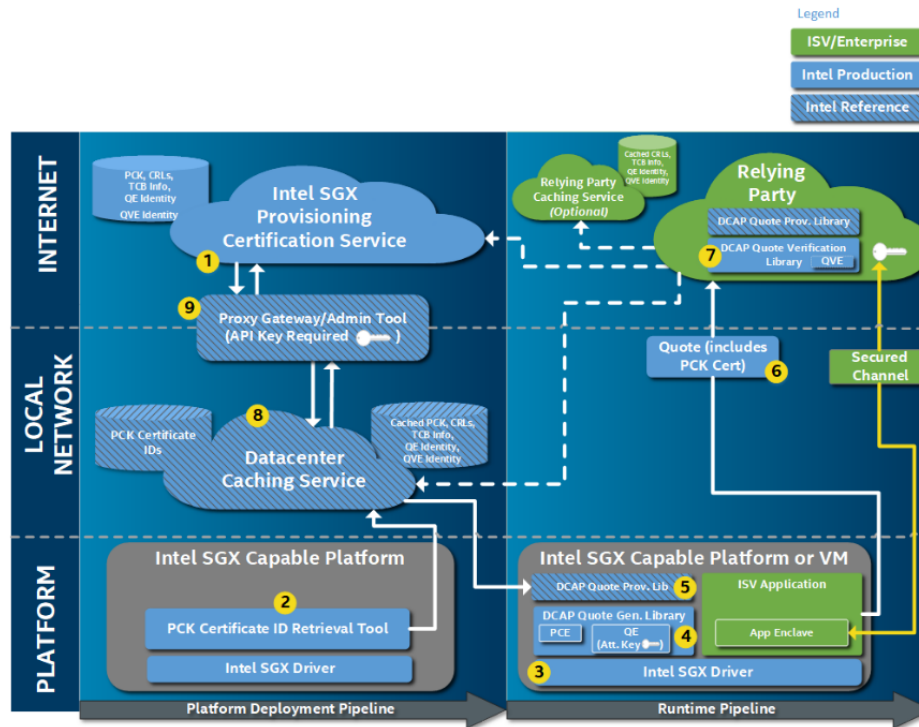 Legend
ISV/Enterprise
Intel Production
Intel Reference
INTERNET
PCK, CRLs,
TCB Info,
QE Identity
QVE Identity
Intel SGX
Provisioning
Certification Service
1
9
Proxy Gateway/Admin Tool
(API Key Required )
Cached CRLs,
TCB Info,
QE Identity,
QVE Identity
Relying Party
Caching Service
(Optional)
Relying
Party
DCAP Quote Prov. Library
7
DCAP Quote Verification
Library
QVE
LOCAL
NETWORK
8
PCK Certificate
IDs
Cached PCK, CRLs,
TCB Info,
QE Identity,
QVE Identity
Datacenter
Caching Service
Quote (includes
PCK Cert)
6
Secured
Channel
PLATFORM
Intel SGX Capable Platform
2
PCK Certificate ID Retrieval Tool
Intel SGX Driver
Intel SGX Capable Platform or VM
DCAP Quote Prov. Lib
5
DCAP Quote Gen. Library
PCE
QE
(Att. Key )
4
ISV Application
App Enclave
3
Intel SGX Driver
Platform Deployment Pipeline
Runtime Pipeline